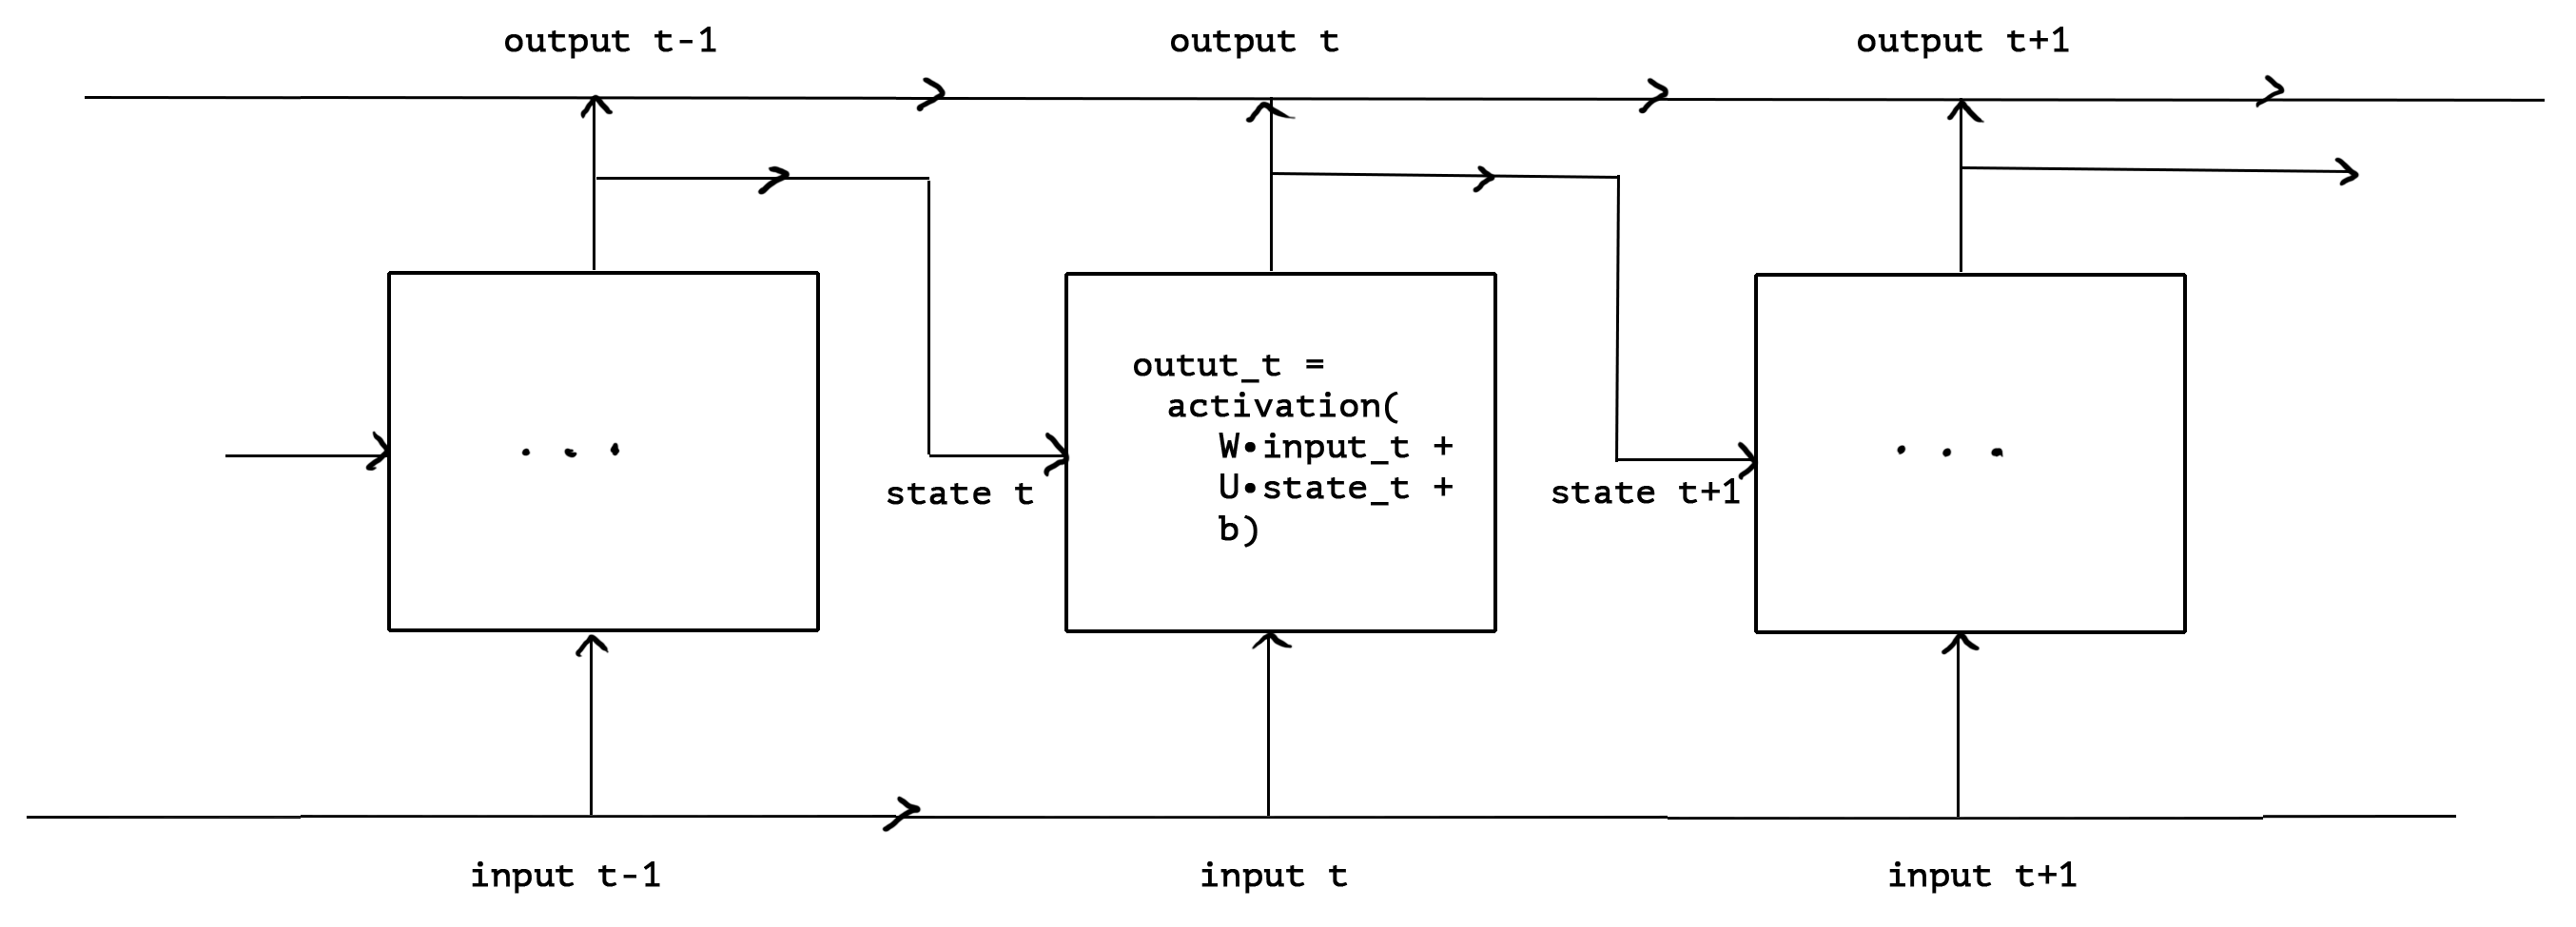 output t-1
output t
output t+1
. . .
outut_t =
activation(
W•input_t +
U•state_t +
b)
. . .
state t
state t+1
input t-1
input t
input t+1